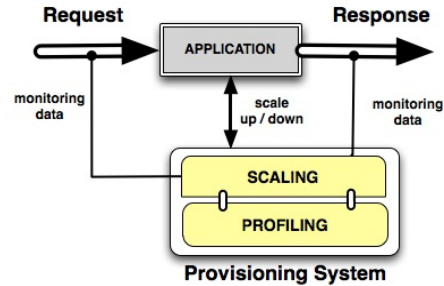 Request
Response
APPLICATION
monitoring
data
scale
up / down
monitoring
data
SCALING
PROFILING
Provisioning System